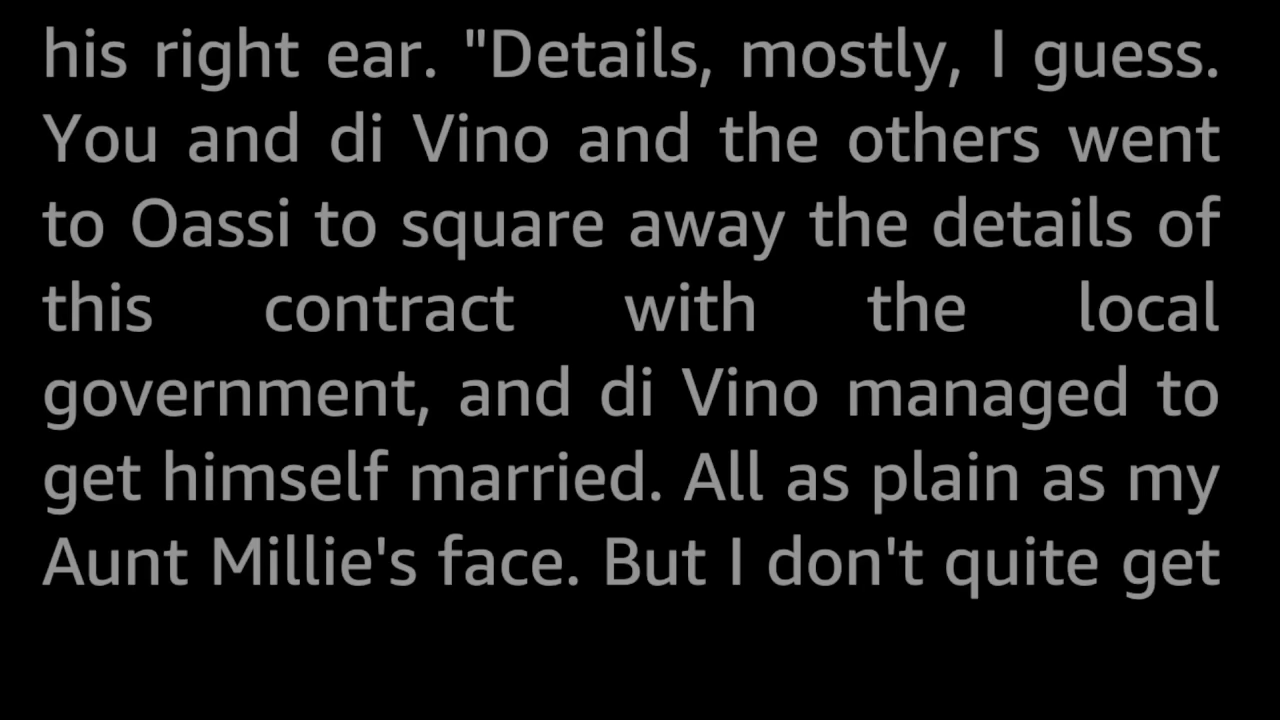 his right ear. "Details, mostly, I guess.
You and di Vino and the others went
to Oassi to square away the details of
this contract with the local
government, and di Vino managed to
get himself married. All as plain as my
Aunt Millie's face. But I don't quite get